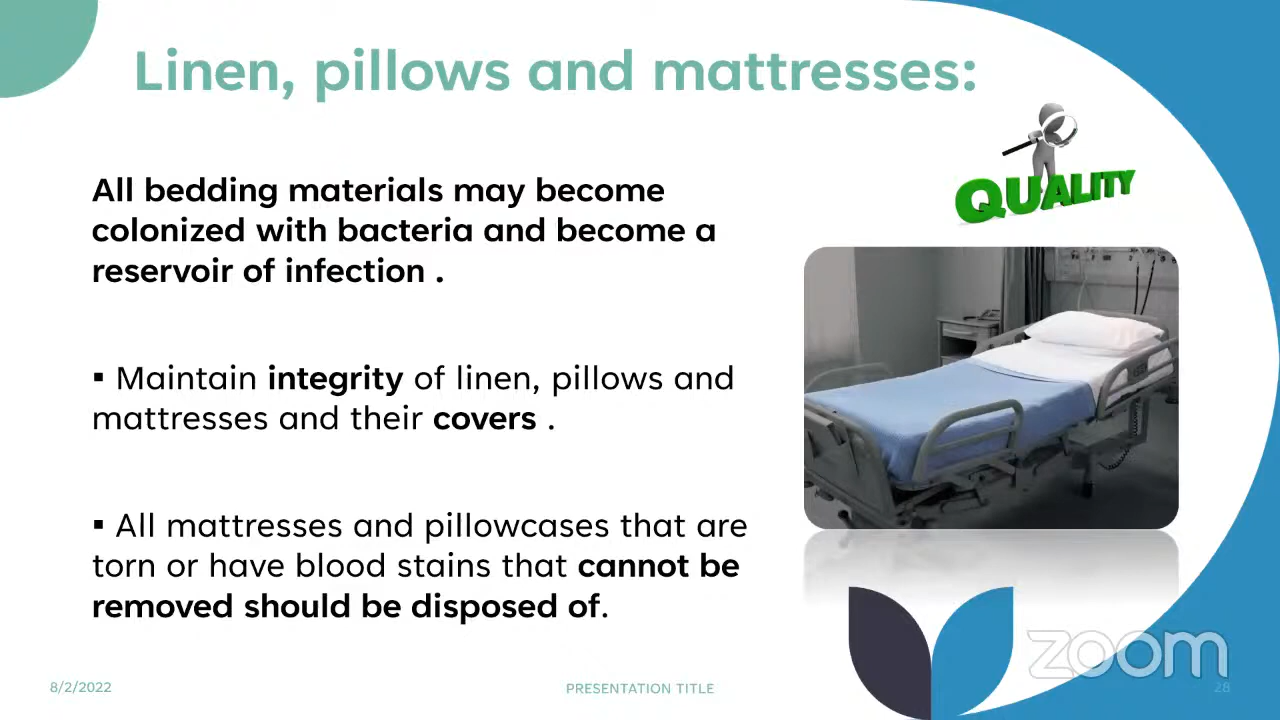 Linen, pillows and mattresses:
QUALITY
All bedding materials may become
colonized with bacteria and become a
reservoir of infection .
▪ Maintain integrity of linen, pillows and
mattresses and their covers .
▪ All mattresses and pillowcases that are
torn or have blood stains that cannot be
removed should be disposed of.
zoom
8/2/2022
PRESENTATION TITLE
28